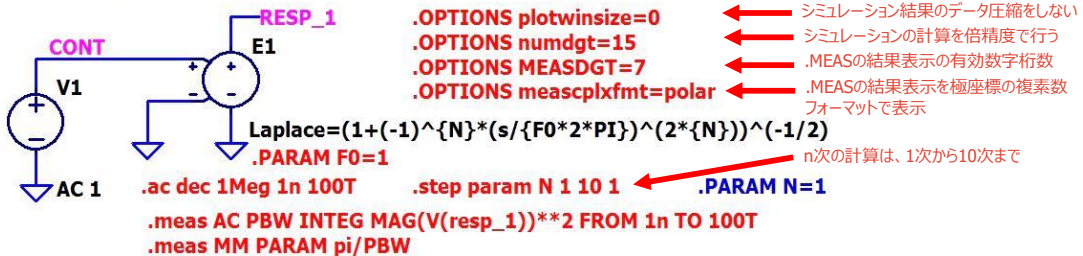 RESP_1
CONT
E1
V1
AC 1
.OPTIONS plotwinsize=0
シミュレーション結果のデータ圧縮をしない
.OPTIONS numdgt=15
シミュレーションの計算を倍精度で行う
.OPTIONS MEASDGT=7
.MEASの結果表示の有効数字桁数
.OPTIONS meascplxfmt=polar
.MEASの結果表示を極座標の複素数
フォーマットで表示
Laplace=(1+(-1)^{N}*(s/{F0*2*PI})^(2*{N}))^(-1/2)
.PARAM F0=1
n次の計算は、1次から10次まで
.ac dec 1Meg 1n 100T
.step param N 1 10 1
.PARAM N=1
.meas AC PBW INTEG MAG(V(resp_1))**2 FROM 1n TO 100T
.meas MM PARAM pi/PBW